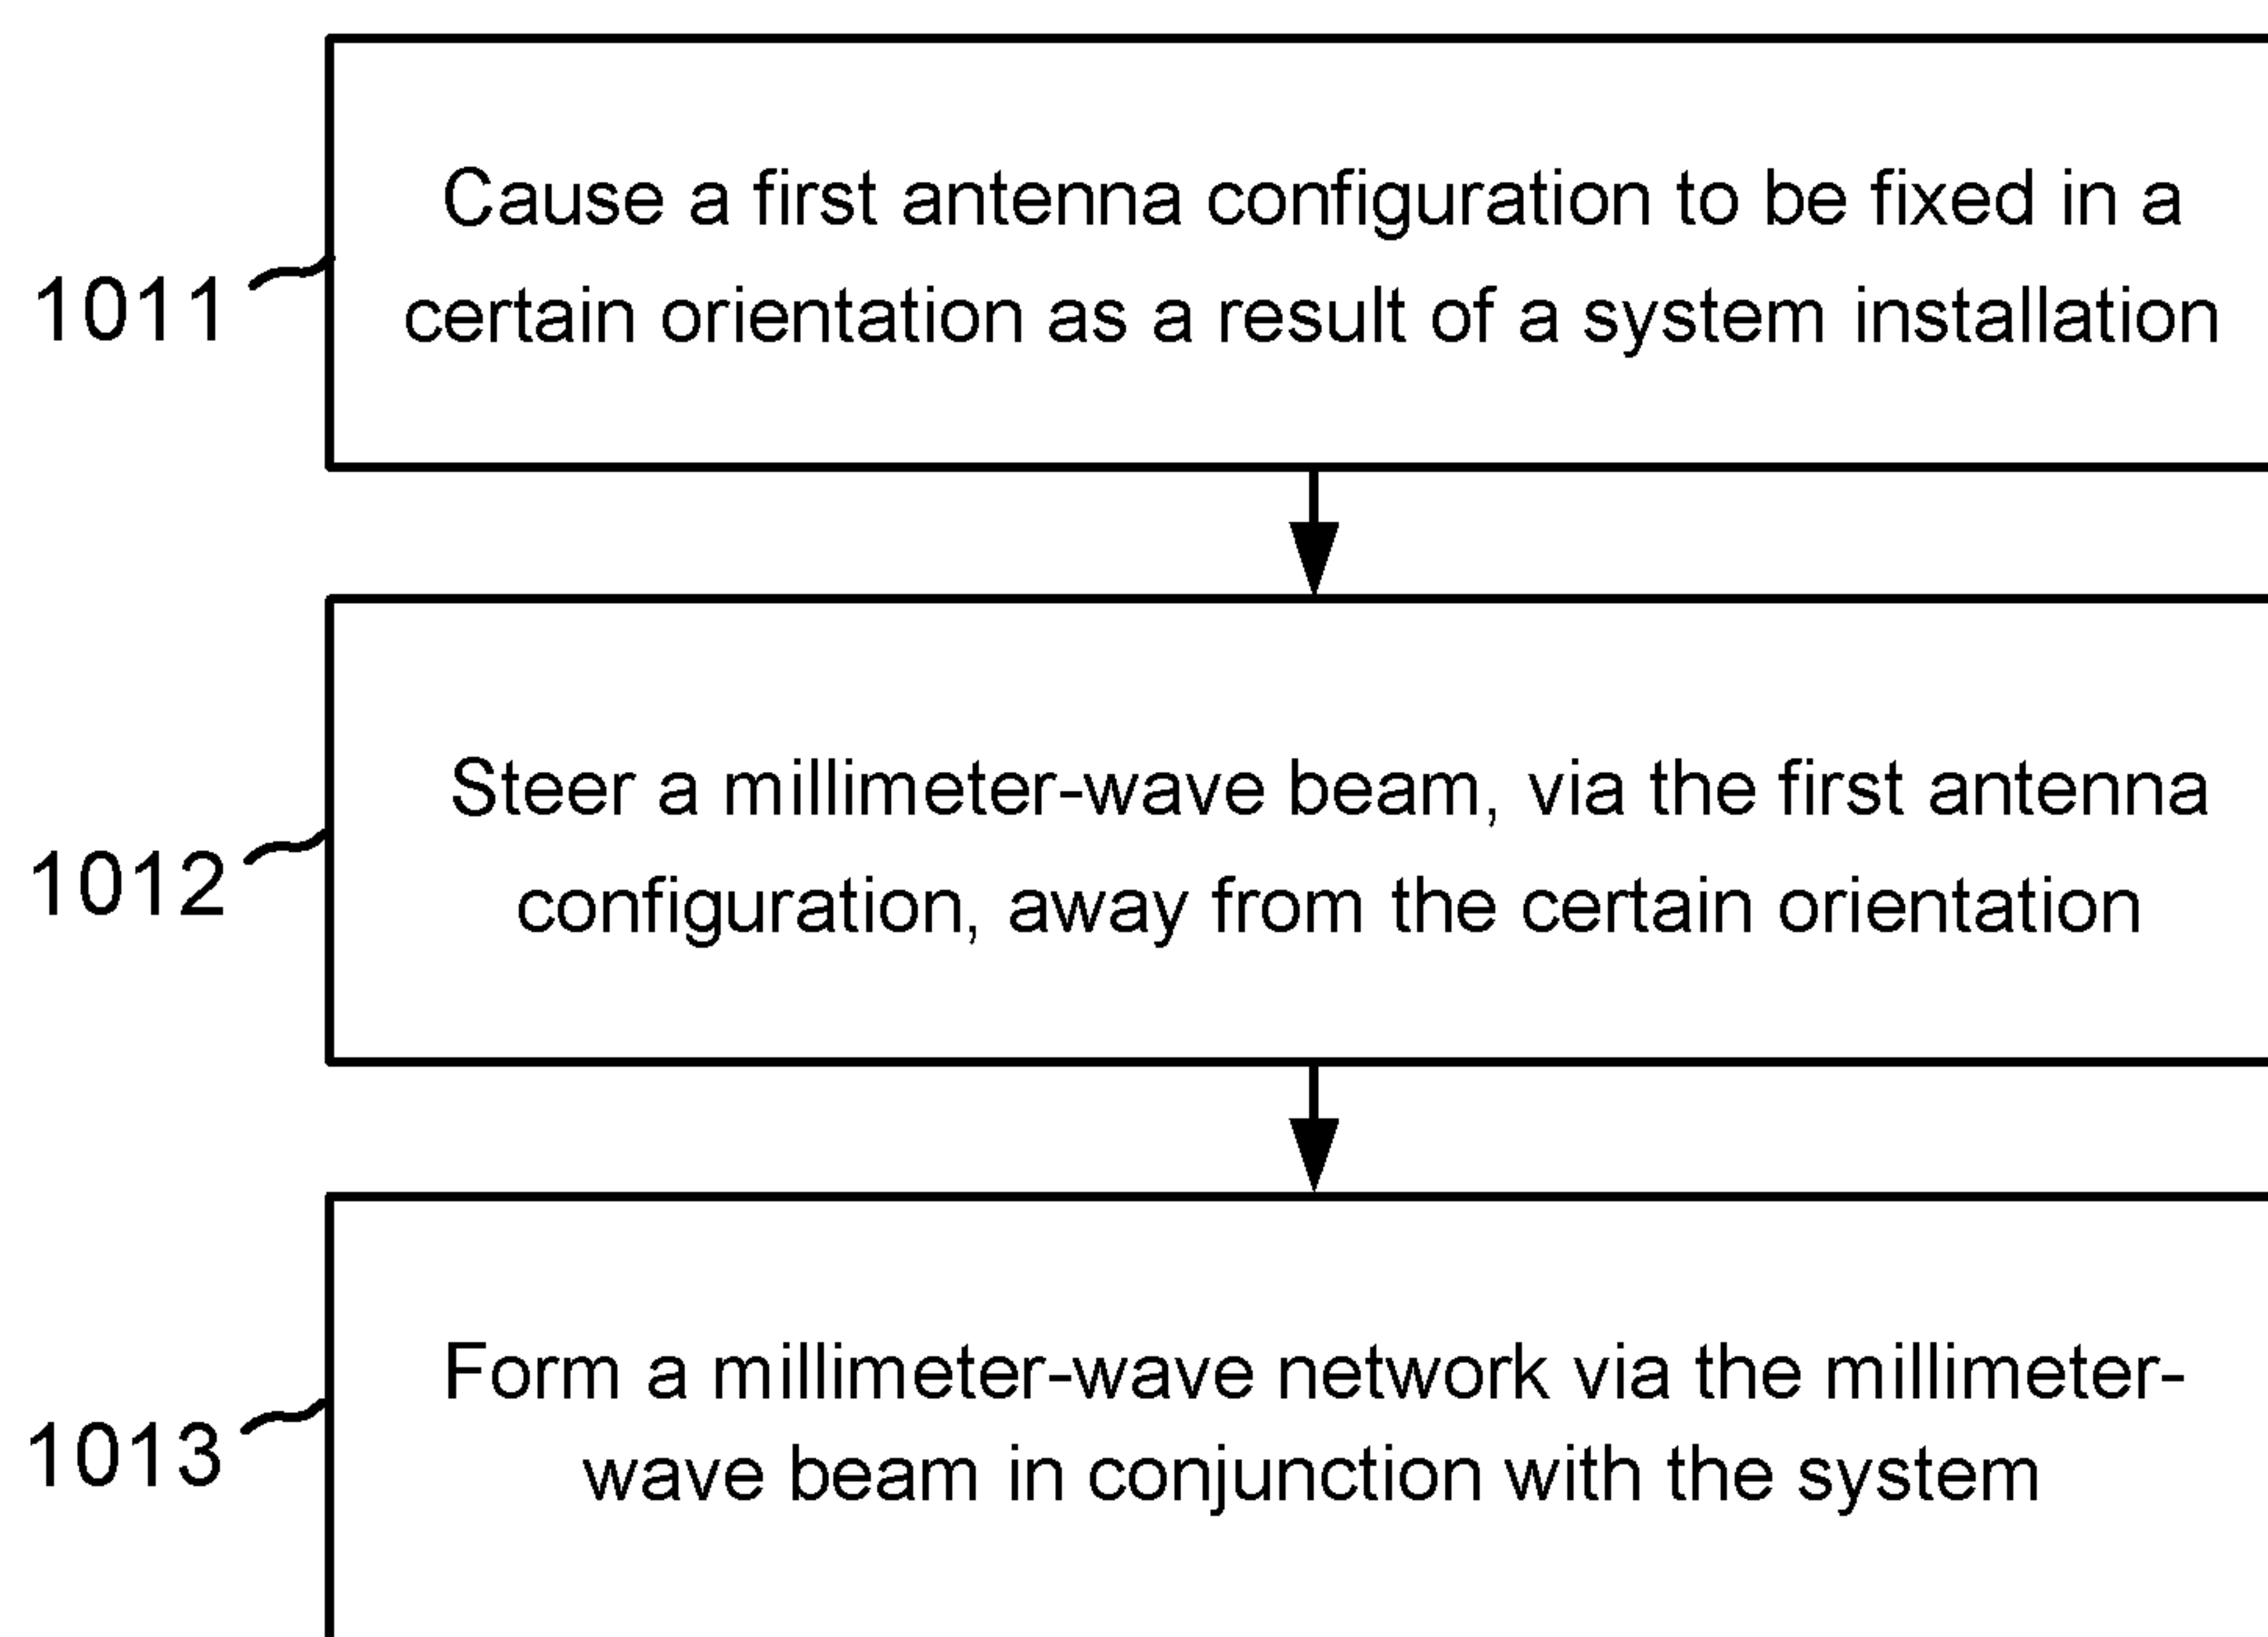 Cause a first antenna configuration to be fixed in a
certain orientation as a result of a system installation
1011
Steer a millimeter-wave beam, via the first antenna
configuration, away from the certain orientation
1012
Form a millimeter-wave network via the millimeter-
wave beam in conjunction with the system
1013